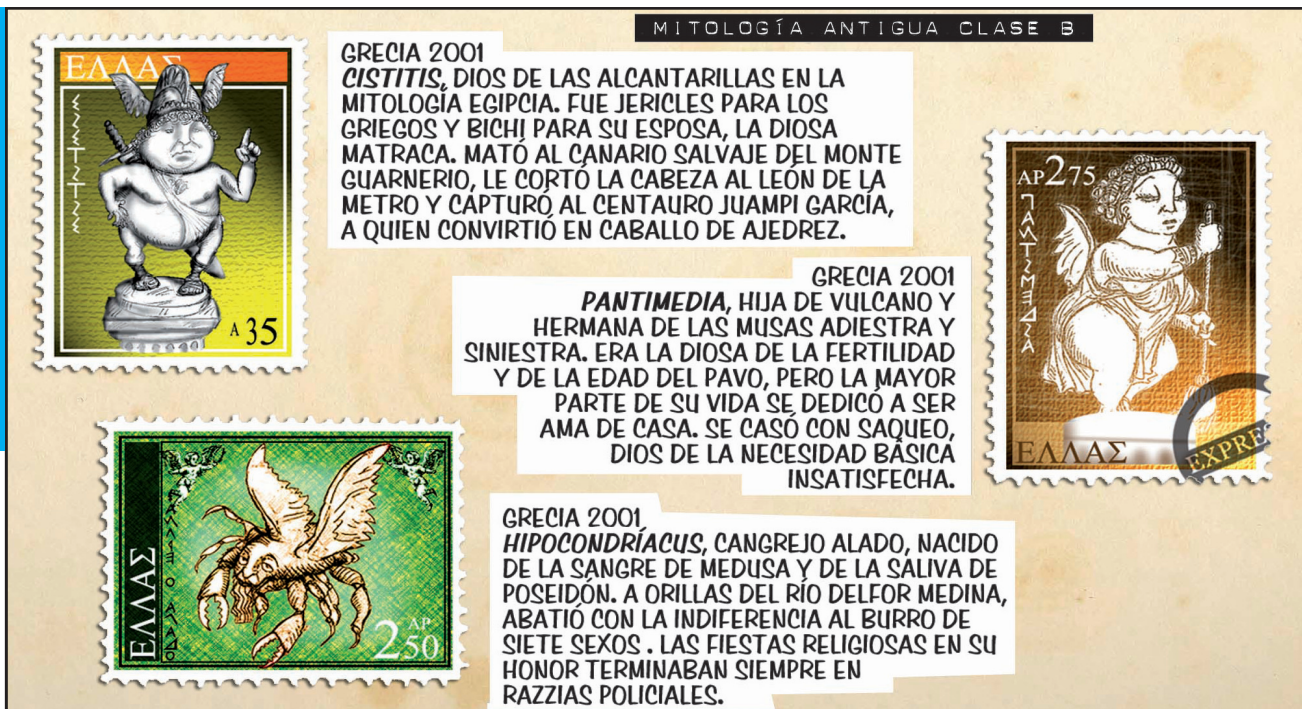 MITOLOGÍA ANTIGUA CLASE B
ΕΛΛΑΣ
Α 35
GRECIA 2001
CISTITIS, DIOS DE LAS ALCANTARILLAS EN LA
MITOLOGÍA EGIPCIA. FUE JERICLES PARA LOS
GRIEGOS Y BICHI PARA SU ESPOSA, LA DIOSA
MATRACA. MATÓ AL CANARIO SALVAJE DEL MONTE
GUARNERIO, LE CORTÓ LA CABEZA AL LEÓN DE LA
METRO Y CAPTURÓ AL CENTAURO JUAMPI GARCÍA,
A QUIEN CONVIRTIÓ EN CABALLO DE AJEDREZ.
ΑΡ 2 75
ΕΛΛΑΣ
EXPRE
GRECIA 2001
PANTIMEDIA, HIJA DE VULCANO Y
HERMANA DE LAS MUSAS ADIESTRA Y
SINIESTRA. ERA LA DIOSA DE LA FERTILIDAD
Y DE LA EDAD DEL PAVO, PERO LA MAYOR
PARTE DE SU VIDA SE DEDICÓ A SER
AMA DE CASA. SE CASÓ CON SAQUEO,
DIOS DE LA NECESIDAD BÁSICA
INSATISFECHA.
ΕΛΛΑΣ
ΑΡ
2 50
GRECIA 2001
HIPOCONDRÍACUS, CANGREJO ALADO, NACIDO
DE LA SANGRE DE MEDUSA Y DE LA SALIVA DE
POSEIDÓN. A ORILLAS DEL RÍO DELFOR MEDINA,
ABATIÓ CON LA INDIFERENCIA AL BURRO DE
SIETE SEXOS . LAS FIESTAS RELIGIOSAS EN SU
HONOR TERMINABAN SIEMPRE EN
RAZZIAS POLICIALES.